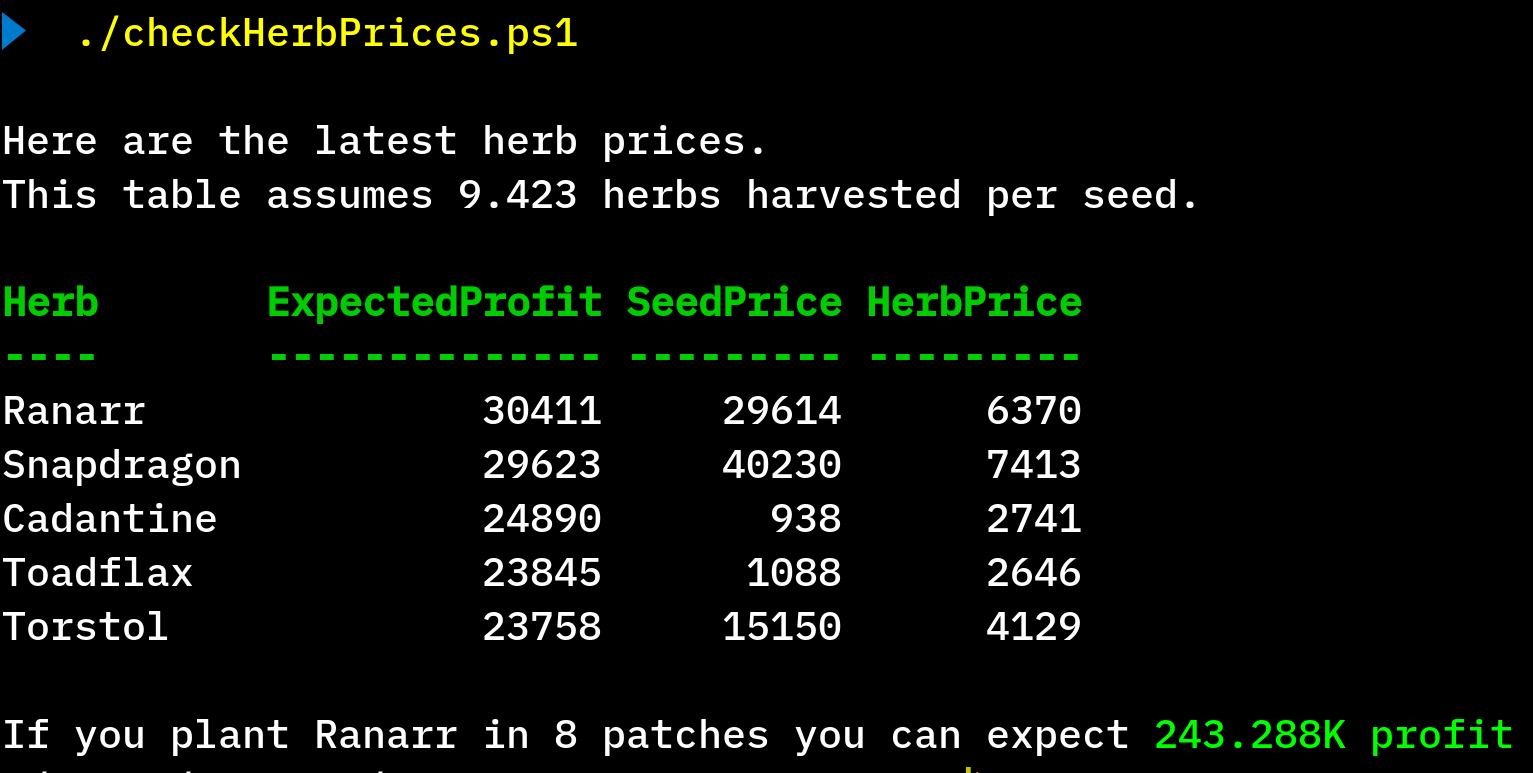 ./checkHerbPrices.ps1
Here are the latest herb prices.
This table assumes 9.423 herbs harvested per seed.
Herb ExpectedProfit SeedPrice HerbPrice
---- -------------- --------- ---------
Ranarr 30411 29614 6370
Snapdragon 29623 40230 7413
Cadantine 24890 938 2741
Toadflax 23845 1088 2646
Torstol 23758 15150 4129
If you plant Ranarr in 8 patches you can expect 243.288K profit